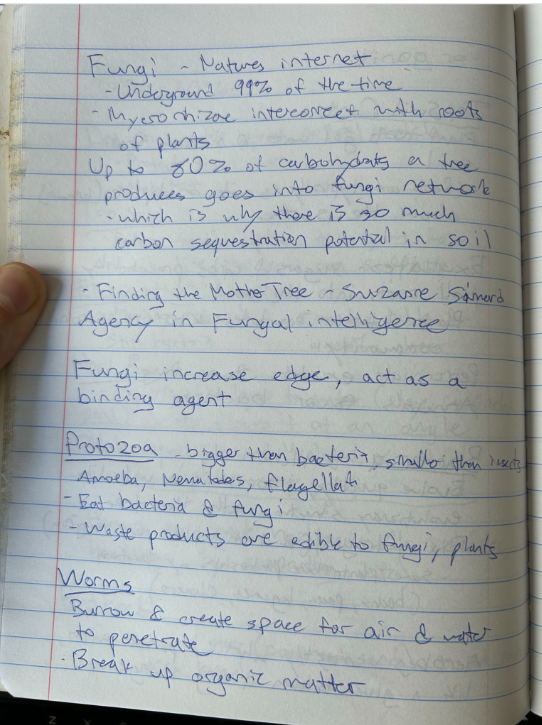 Fungi - Natures internet
- Underground 99% of the time
- Mycorrhizae interconnect with roots
of plants
Up to 80% of carbohydrats a tree
produces goes into fungi network
- which is why there is so much
carbon sequestration potential in soil
- Finding the Mother Tree - Suzanne Simard
Agency in Fungal intelligence
Fungi increase edge, act as a
binding agent
Protozoa - bigger than bacteria, smaller than insects
Amoeba, Nematodes, flagellate
- Eat bacteria & fungi
- Waste products are edible to fungi, plants
Worms
Burrow & create space for air & water
to penetrate
- Break up organic matter